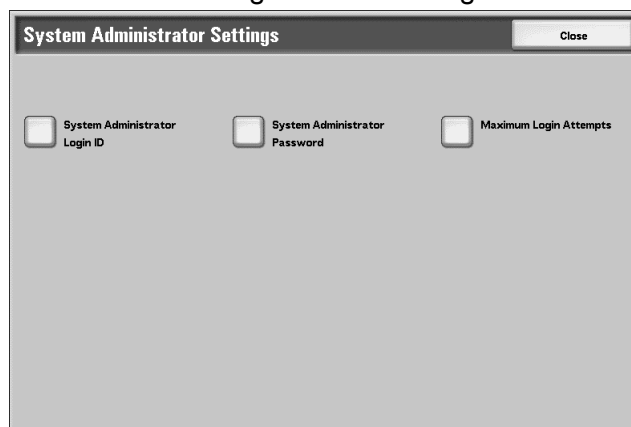 System Administrator Settings
Close
System Administrator
Login ID
System Administrator
Password
Maximum Login Attempts